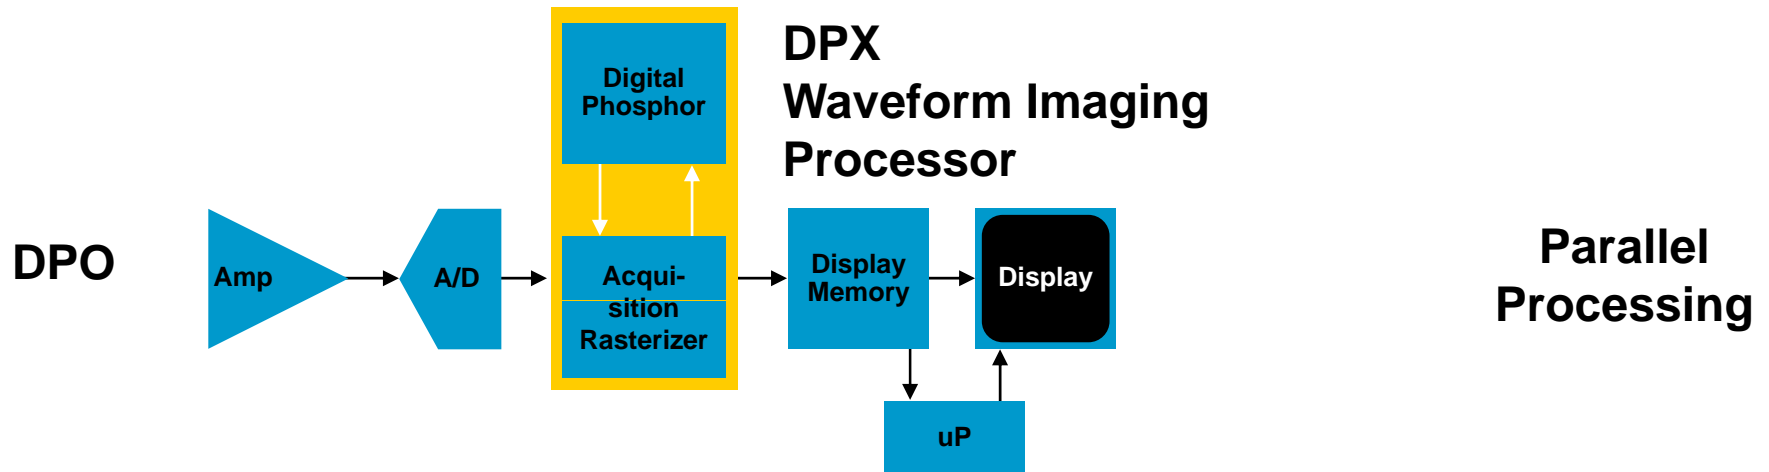 DPO
Amp
A/D
Digital
Phosphor
Acqui-
sition
Rasterizer
DPX
Waveform Imaging
Processor
Display
Memory
Display
uP
Parallel
Processing